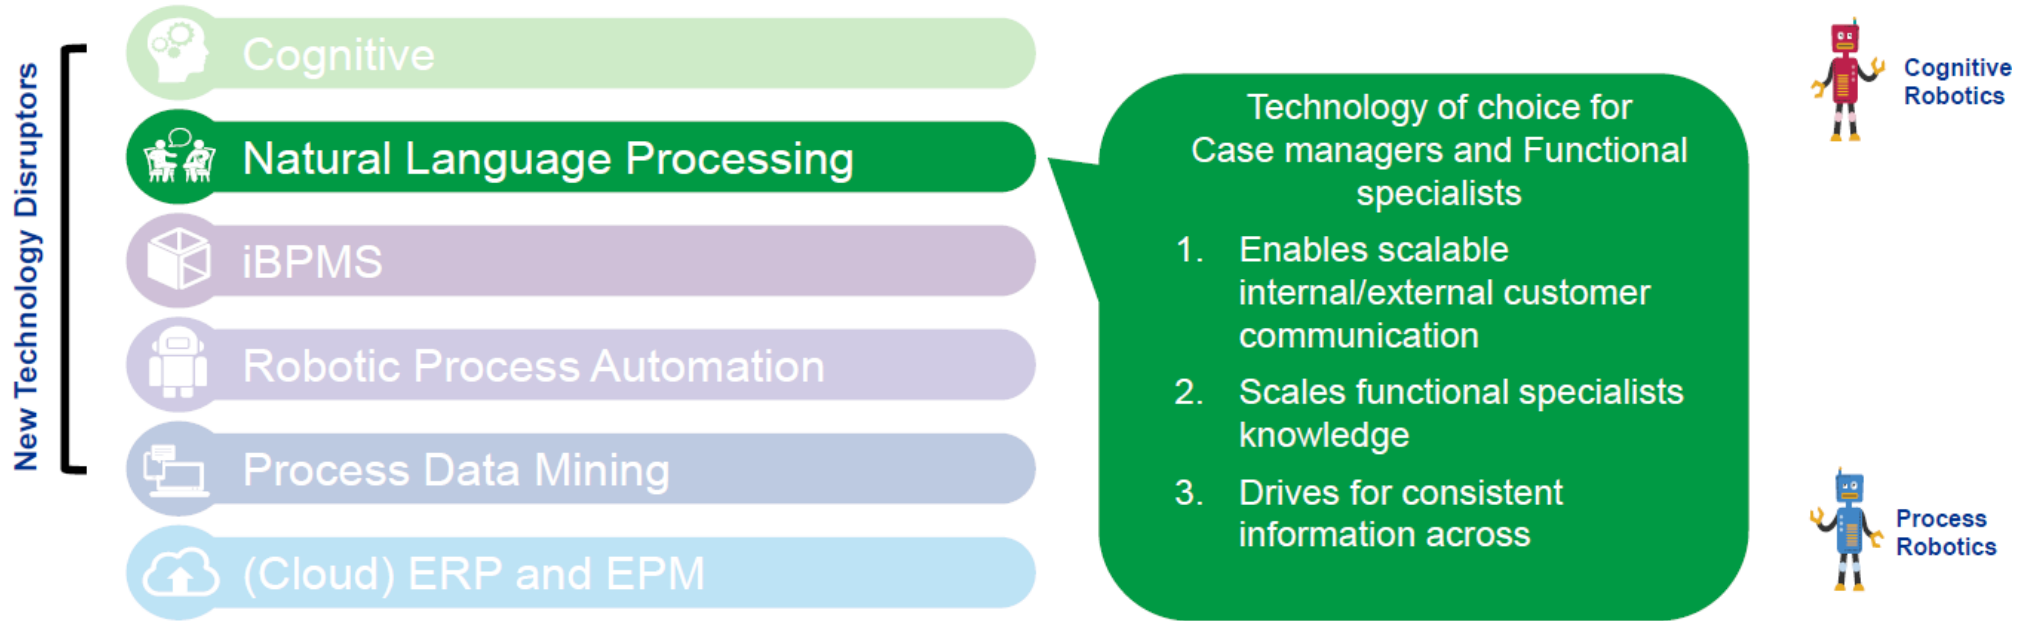 New Technology Disruptors
Cognitive
Natural Language Processing
iBPMS
Robotic Process Automation
Process Data Mining
(Cloud) ERP and EPM
Technology of choice for
Case managers and Functional
specialists
1. Enables scalable
internal/external customer
communication
2. Scales functional specialists
knowledge
3. Drives for consistent
information across
Cognitive
Robotics
Process
Robotics